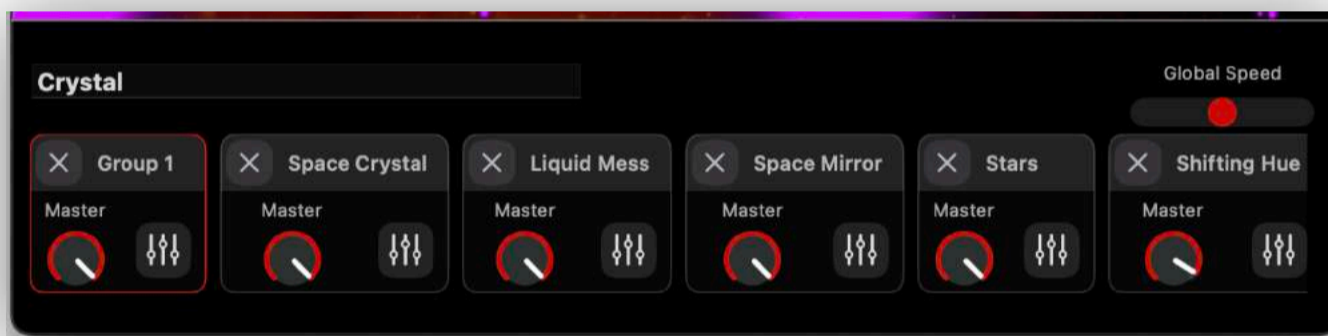 Crystal
Global Speed
Group 1
Space Crystal
Liquid Mess
Space Mirror
Stars
Shifting Hue
Master
Master
Master
Master
Master
Master